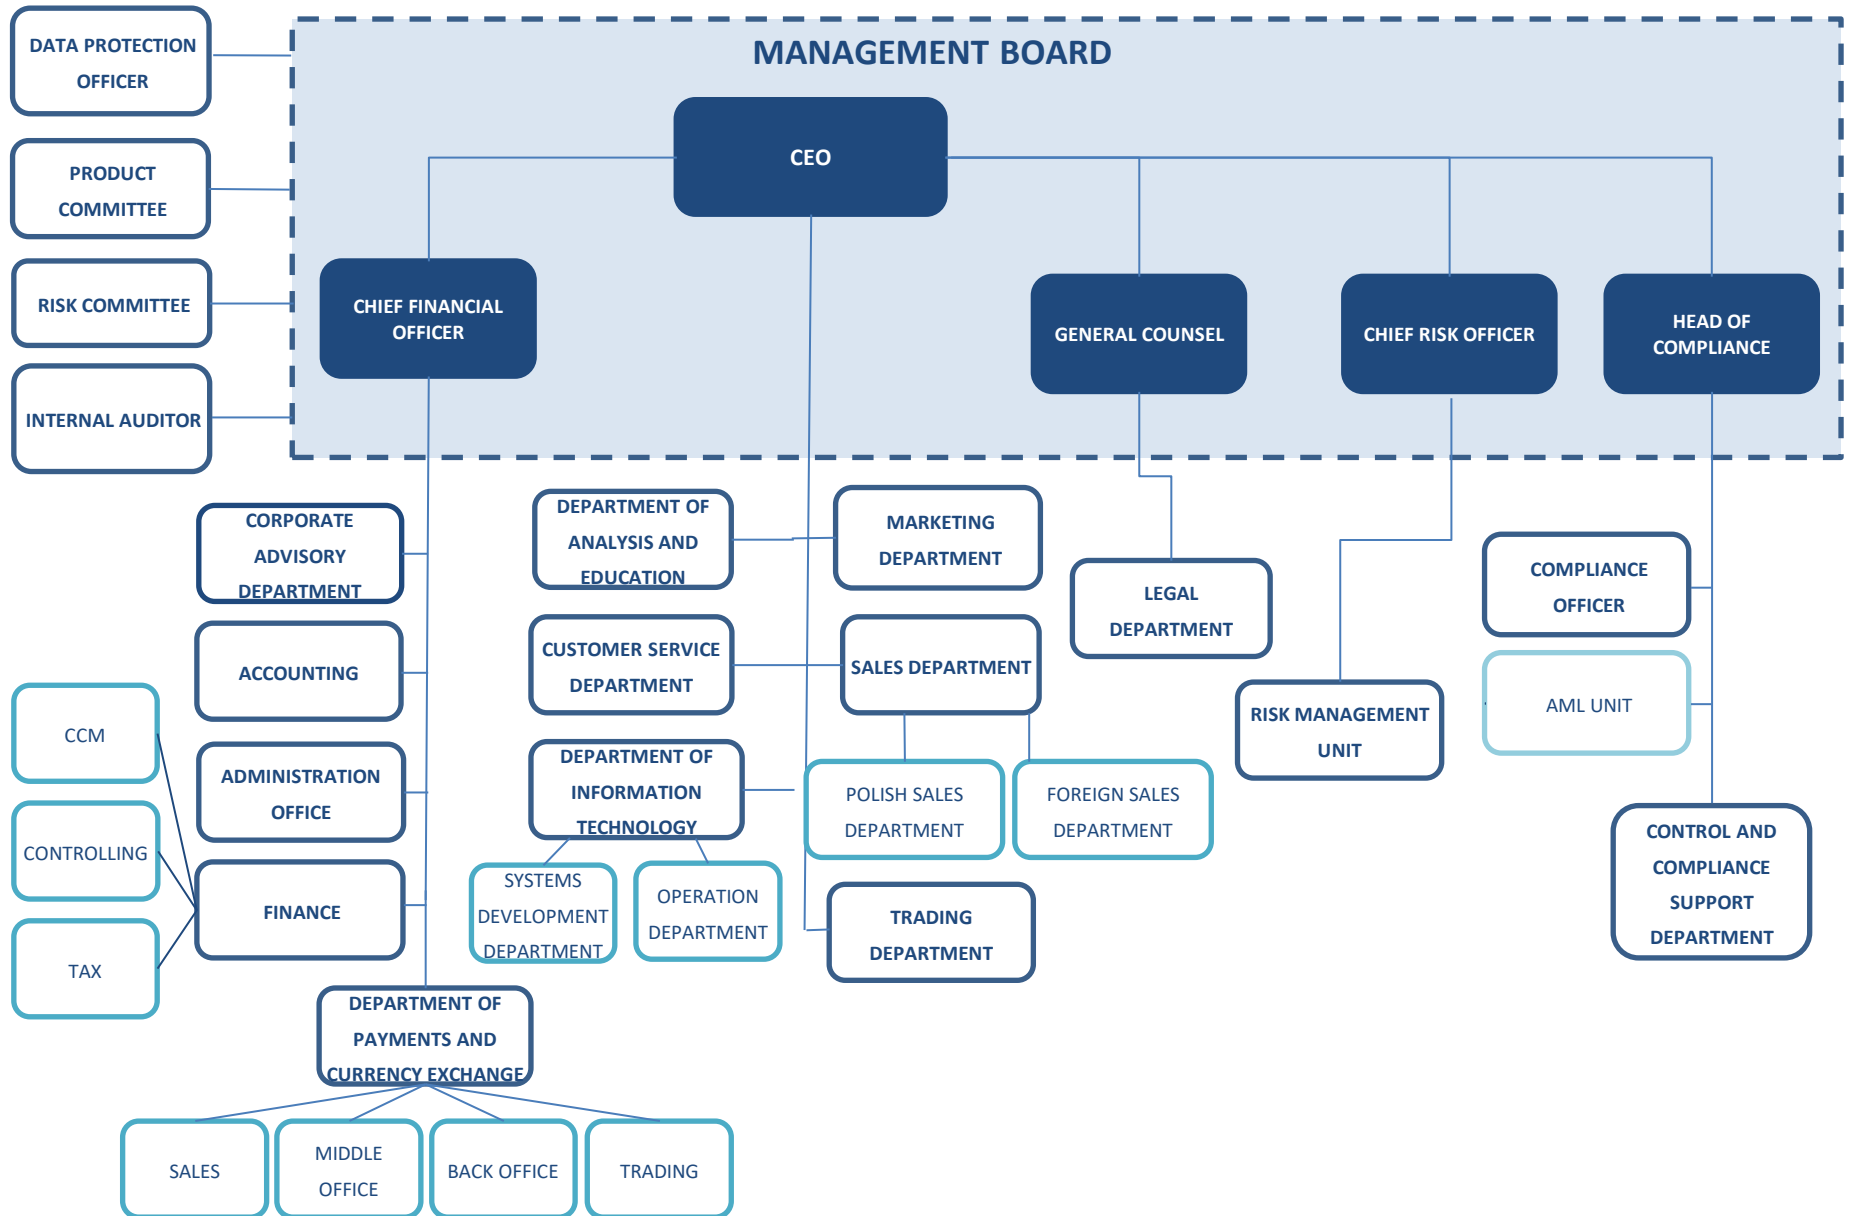 MANAGEMENT BOARD
DATA PROTECTION
OFFICER
PRODUCT
COMMITTEE
RISK COMMITTEE
INTERNAL AUDITOR
CEO
CHIEF FINANCIAL
OFFICER
GENERAL COUNSEL
CHIEF RISK OFFICER
HEAD OF
COMPLIANCE
CORPORATE
ADVISORY
DEPARTMENT
ACCOUNTING
ADMINISTRATION
OFFICE
FINANCE
CCM
CONTROLLING
TAX
DEPARTMENT OF
ANALYSIS AND
EDUCATION
MARKETING
DEPARTMENT
CUSTOMER SERVICE
DEPARTMENT
SALES DEPARTMENT
DEPARTMENT OF
INFORMATION
TECHNOLOGY
POLISH SALES
DEPARTMENT
FOREIGN SALES
DEPARTMENT
SYSTEMS
DEVELOPMENT
DEPARTMENT
OPERATION
DEPARTMENT
TRADING
DEPARTMENT
LEGAL
DEPARTMENT
RISK MANAGEMENT
UNIT
COMPLIANCE
OFFICER
AML UNIT
CONTROL AND
COMPLIANCE
SUPPORT
DEPARTMENT
DEPARTMENT OF
PAYMENTS AND
CURRENCY EXCHANGE
SALES
MIDDLE
OFFICE
BACK OFFICE
TRADING